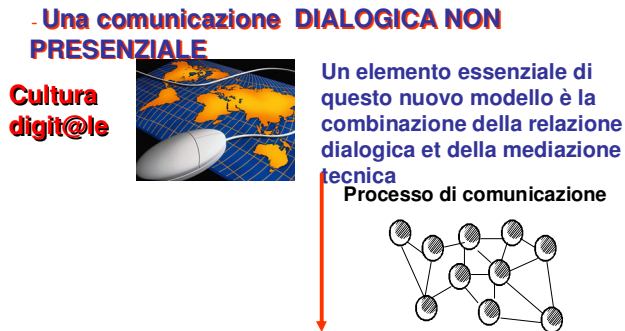 - Una comunicazione DIALOGICA NON
PRESENZIALE
Cultura
digit@le
Un elemento essenziale di
questo nuovo modello è la
combinazione della relazione
dialogica et della mediazione
tecnica
Processo di comunicazione